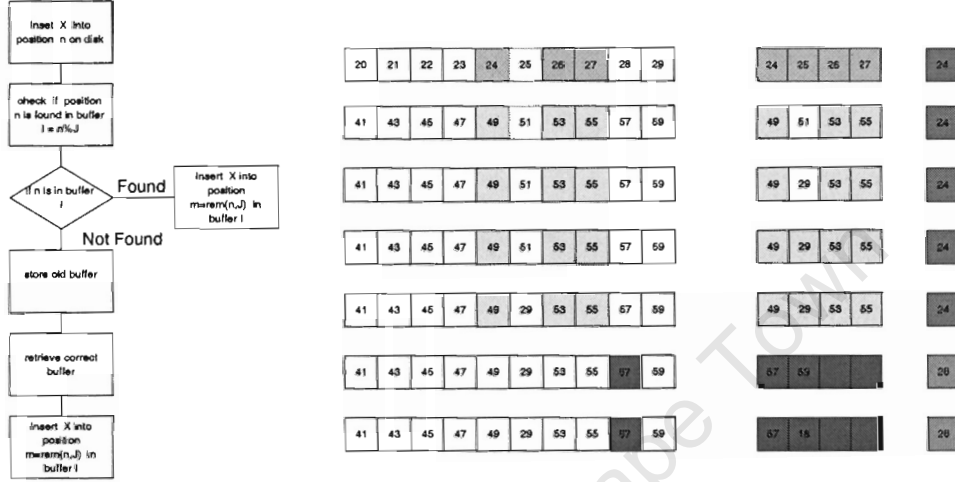 Insert X into
position n on disk
check if position
n is found in buffer
i = n%J
if n is in buffer
i
Found
Insert X into
position
m=rem(n,J) in
buffer i
Not Found
store old buffer
retrieve correct
buffer
Insert X into
position
m=rem(n,J) in
buffer i
20 21 22 23 24 25 26 27 28 29
24 25 26 27
24
41 43 45 47 49 51 53 55 57 59
49 51 53 55
24
41 43 45 47 49 51 53 55 57 59
49 29 53 55
24
41 43 45 47 49 51 53 55 57 59
49 29 53 55
24
41 43 45 47 49 29 53 55 57 59
49 29 53 55
24
41 43 45 47 49 29 53 55 57 59
57 59
28
41 43 45 47 49 29 53 55 57 59
57 18
28
ape Town